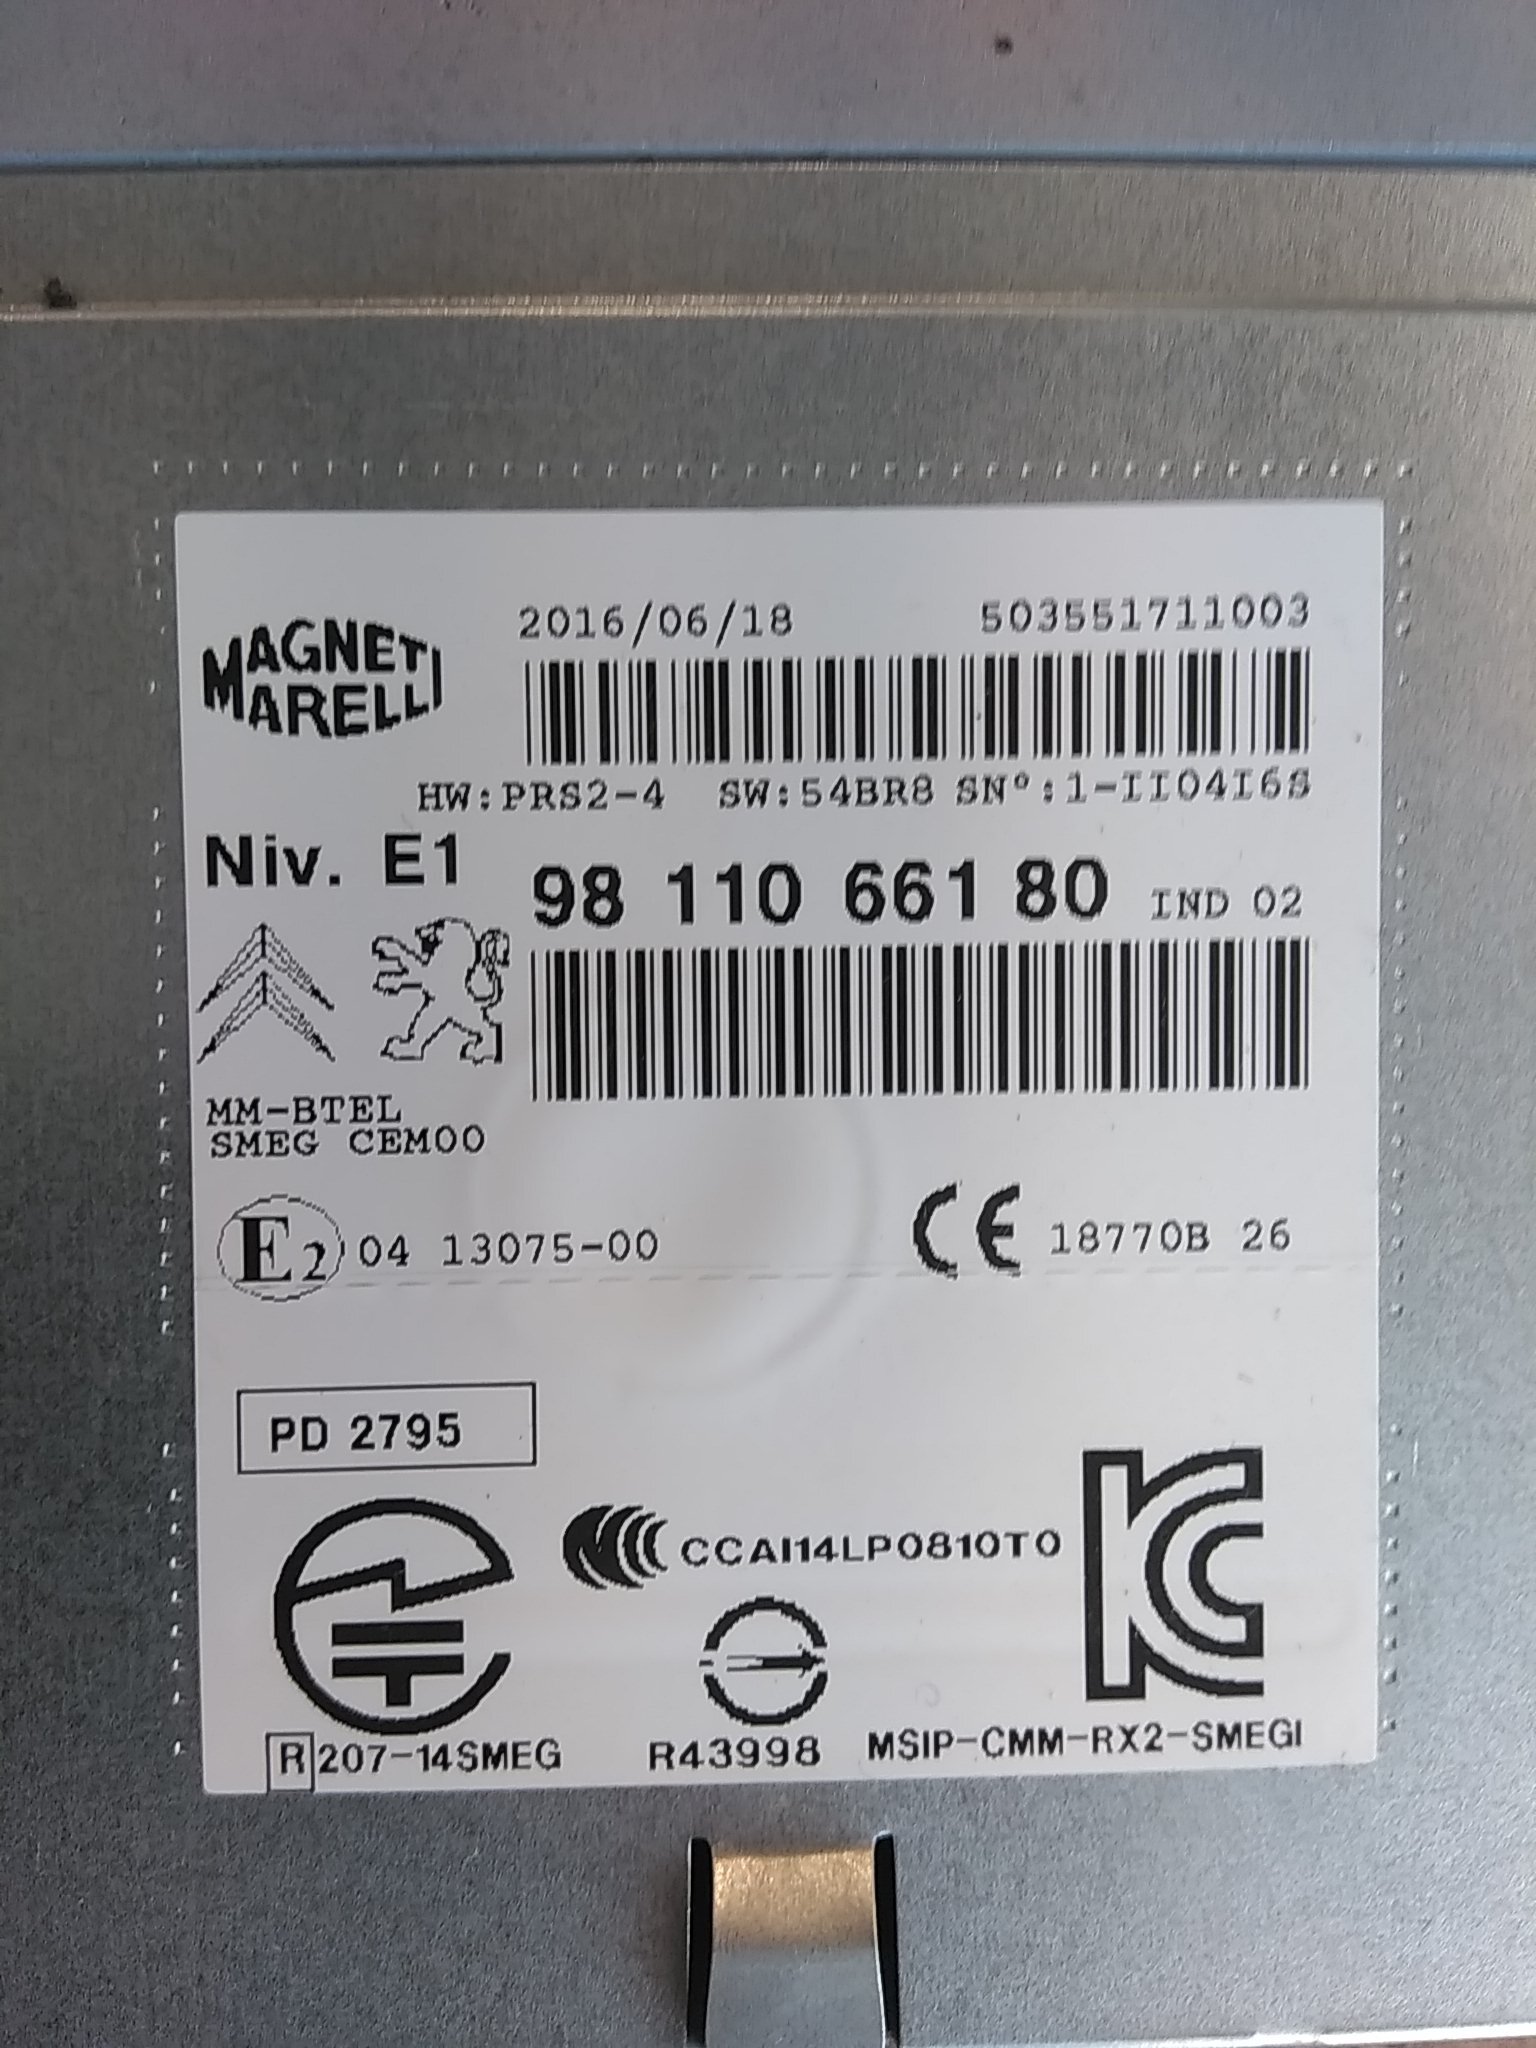 2016/06/18 503551711003
MAGNETI
MARELLI
HW:PRS2-4 SW:54BR8 SN°:1-II04I6S
Niv. E1 98 110 661 80 IND 02
MM-BTEL
SMEG CEM00
E2 04 13075-00 CE 18770B 26
PD 2795
CCAI14LP0810T0
R 207-14SMEG R43998 MSIP-CMM-RX2-SMEGI